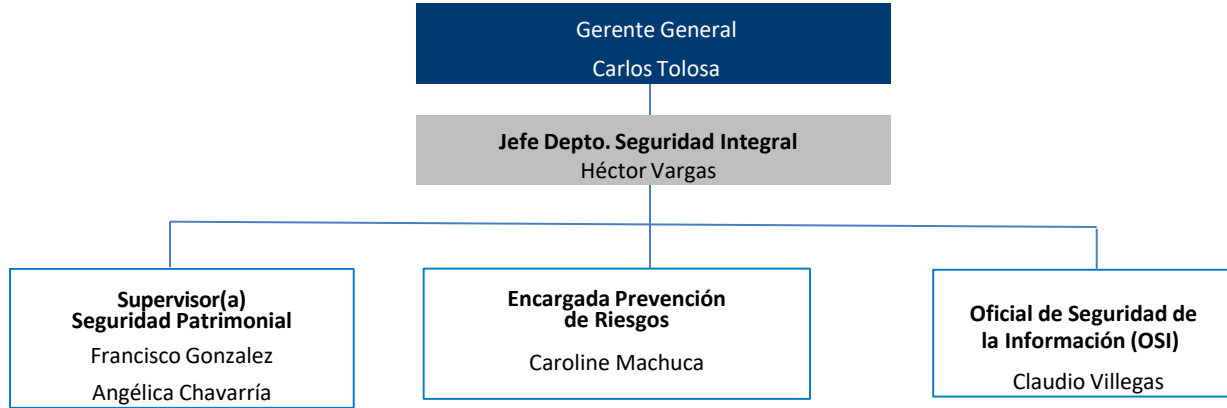 Gerente General
Carlos Tolosa
Jefe Depto. Seguridad Integral
Héctor Vargas
Supervisor(a)
Seguridad Patrimonial
Francisco Gonzalez
Angélica Chavarría
Encargada Prevención
de Riesgos
Caroline Machuca
Oficial de Seguridad de
la Información (OSI)
Claudio Villegas